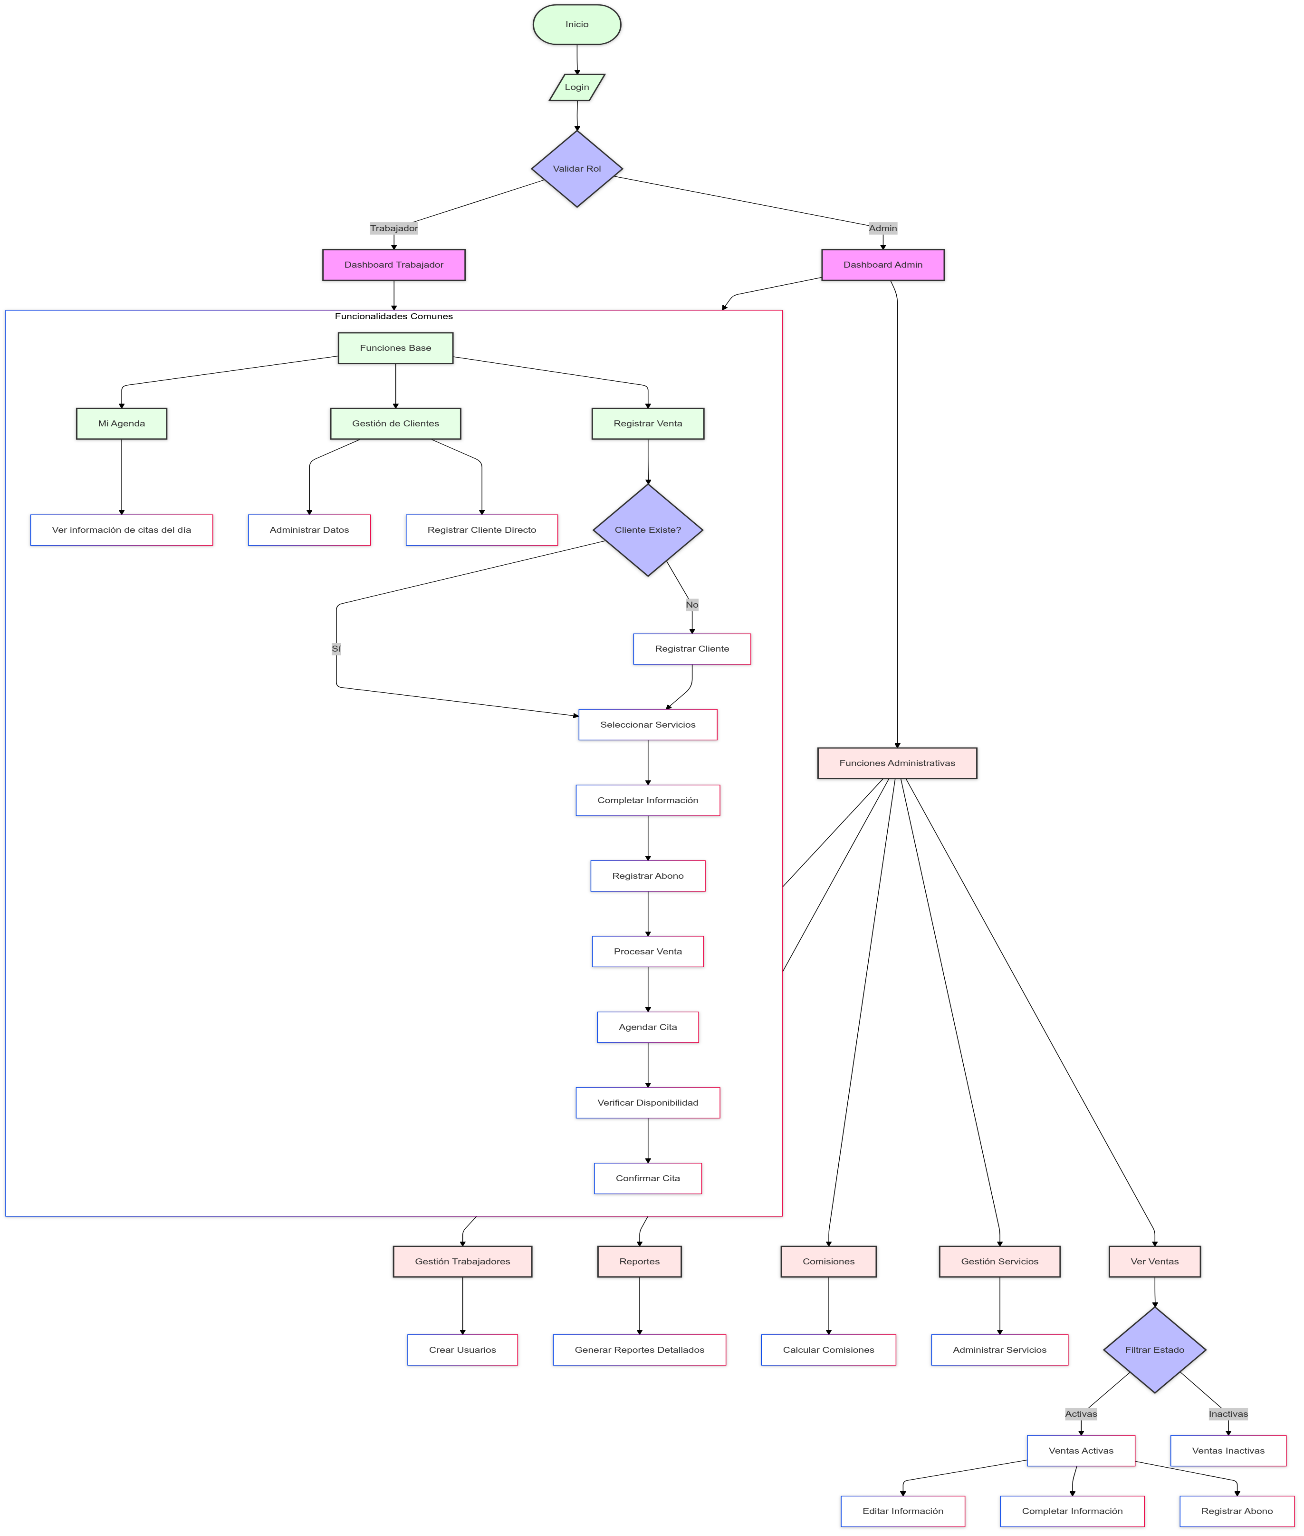 Inicio
Login
Validar Rol
Trabajador
Admin
Dashboard Trabajador
Dashboard Admin
Funcionalidades Comunes
Funciones Base
Mi Agenda
Gestión de Clientes
Registrar Venta
Ver información de citas del día
Administrar Datos
Registrar Cliente Directo
Cliente Existe?
No
Sí
Registrar Cliente
Seleccionar Servicios
Funciones Administrativas
Completar Información
Registrar Abono
Procesar Venta
Agendar Cita
Verificar Disponibilidad
Confirmar Cita
Gestión Trabajadores
Reportes
Comisiones
Gestión Servicios
Ver Ventas
Crear Usuarios
Generar Reportes Detallados
Calcular Comisiones
Administrar Servicios
Filtrar Estado
Activas
Inactivas
Ventas Activas
Ventas Inactivas
Editar Información
Completar Información
Registrar Abono